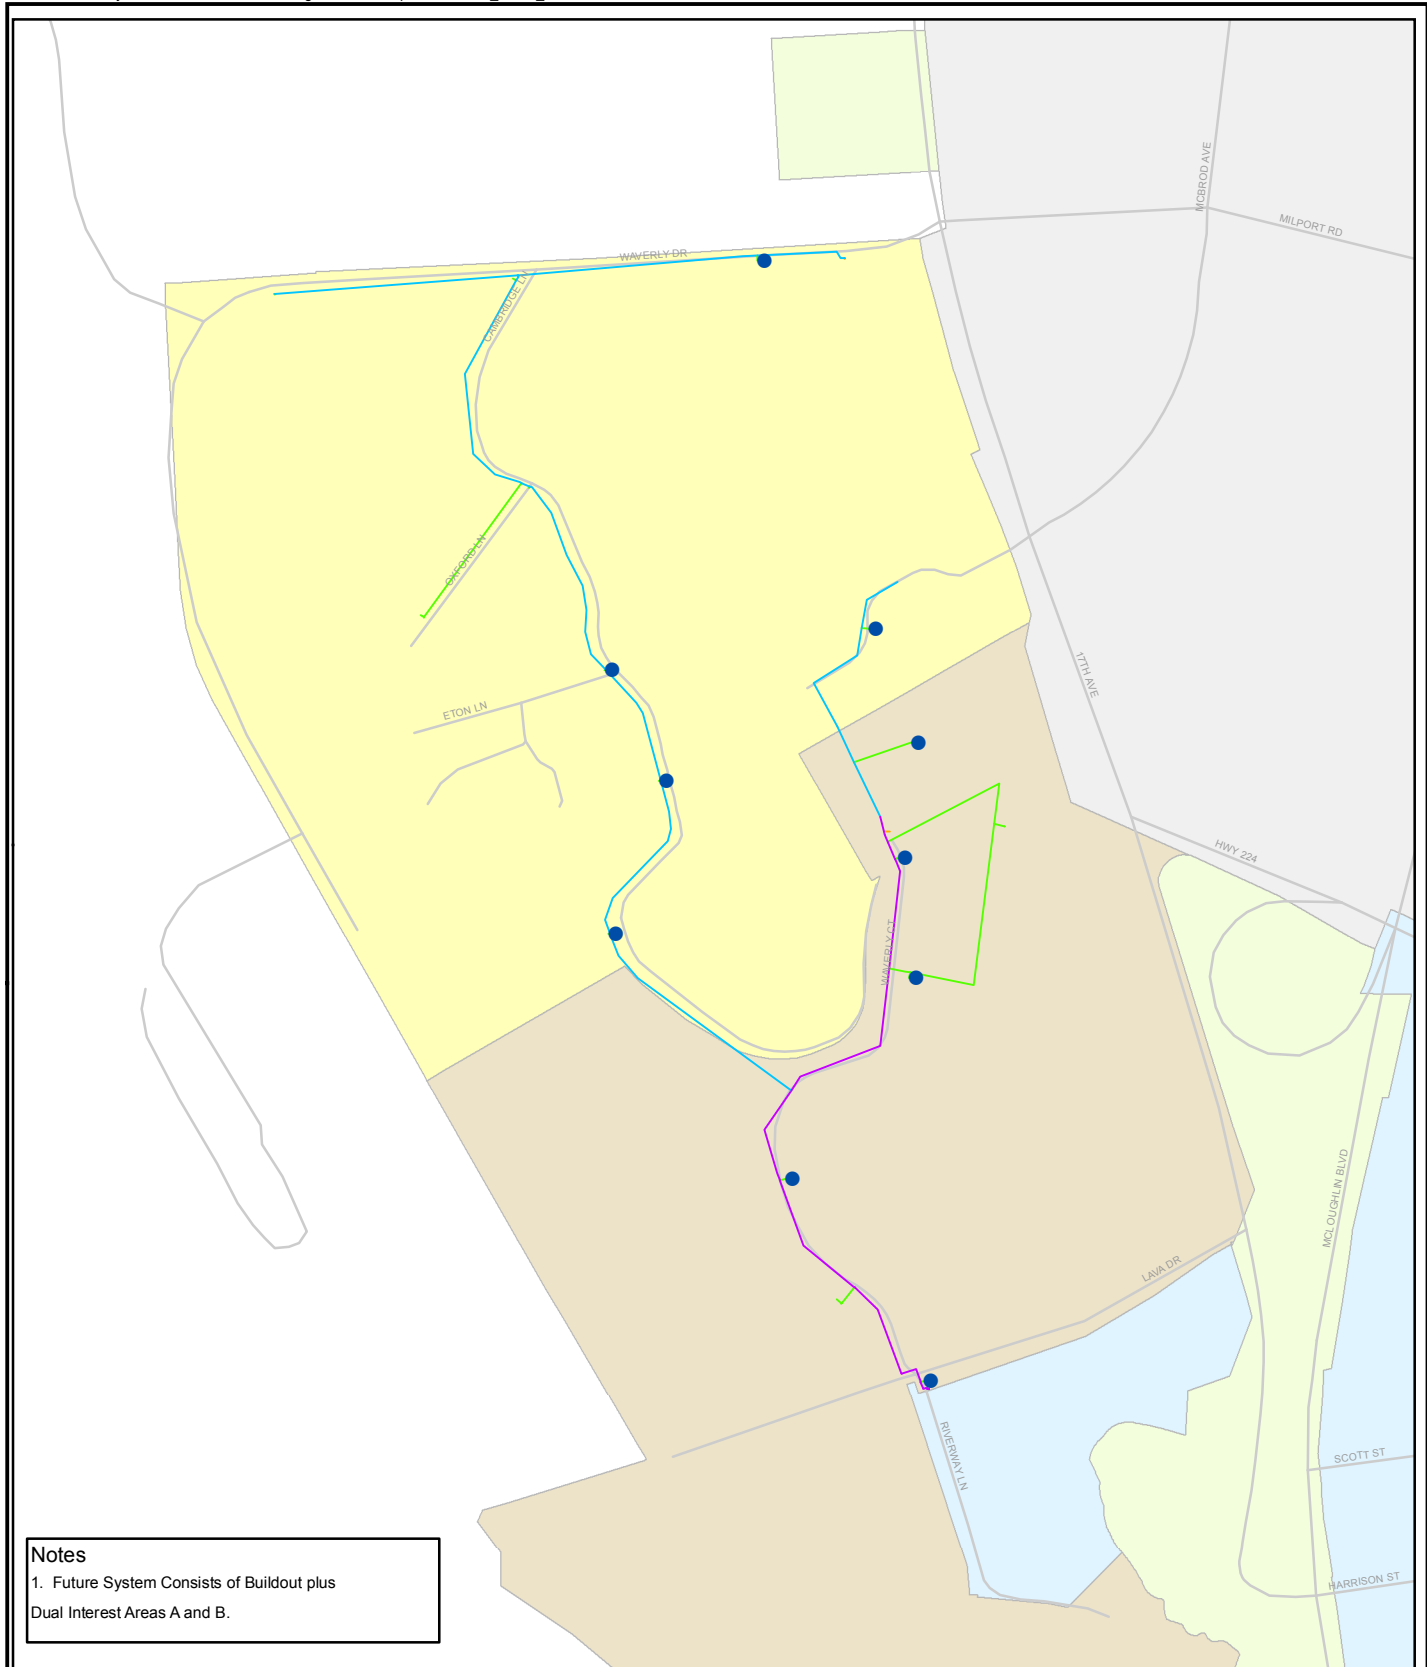 MCBROD AVE
MILPORT RD
WAVERLY DR
CAMBRIDGE LN
OXFORD LN
17TH AVE
ETON LN
HWY 224
WAVERLY CT
MCLOUGHLIN BLVD
LAVA DR
RIVERWAY LN
SCOTT ST
HARRISON ST
Notes
1. Future System Consists of Buildout plus
Dual Interest Areas A and B.